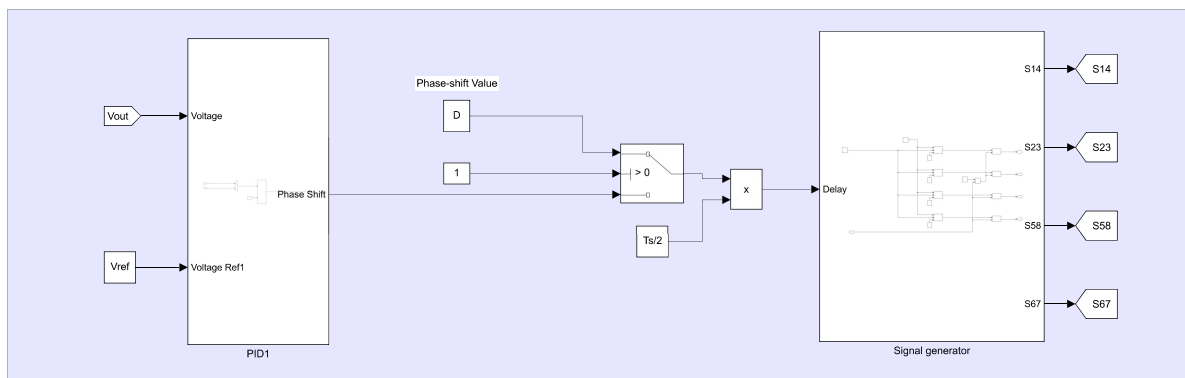 Vout
Voltage
Phase Shift
Vref
Voltage Ref1
PID1
Phase-shift Value
D
1
> 0
x
Ts/2
Delay
S14
S23
S58
S67
Signal generator
S14
S23
S58
S67